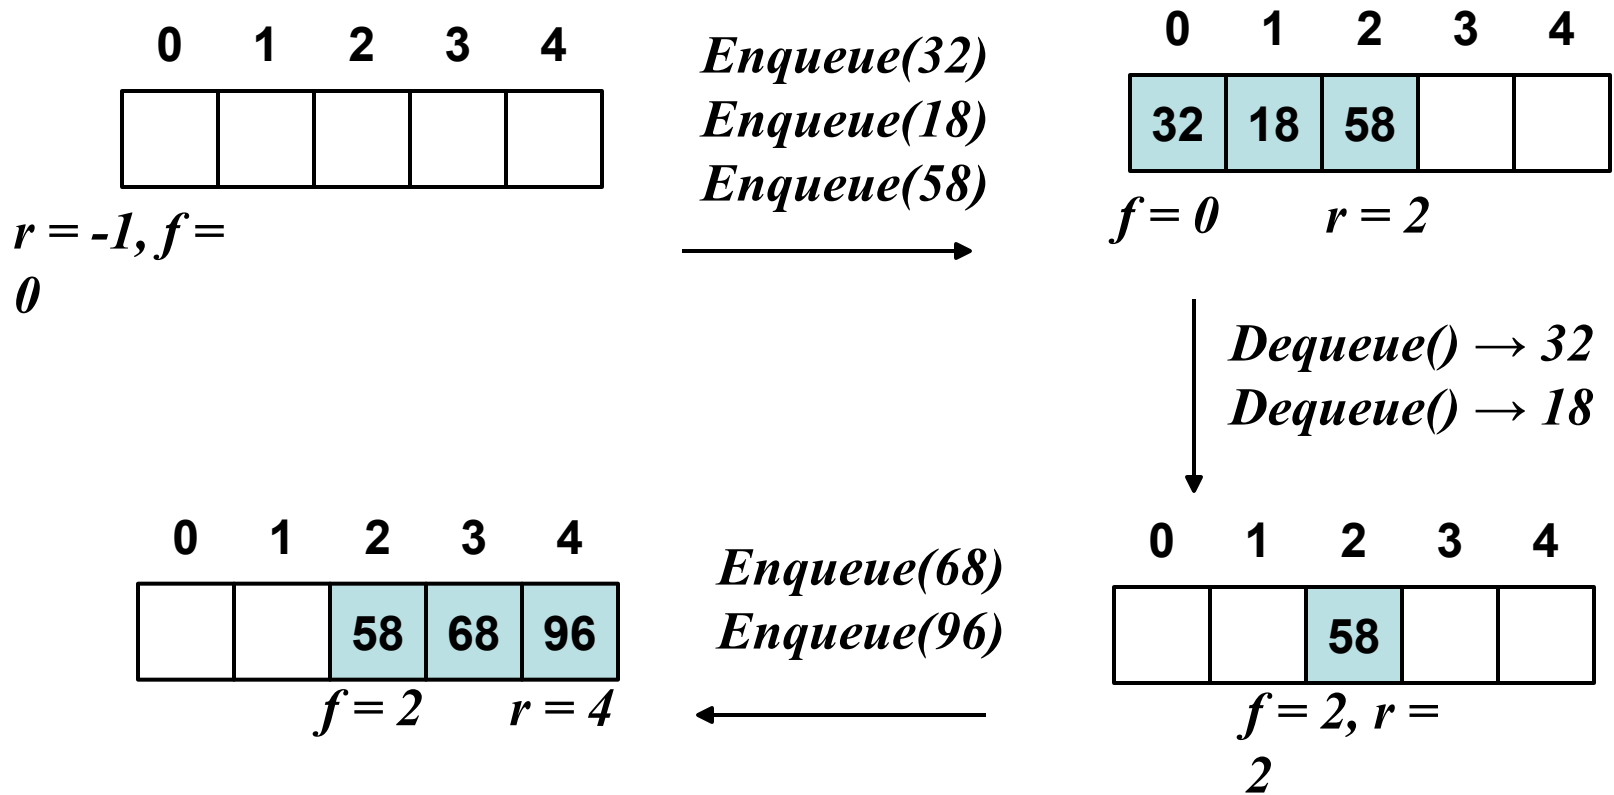 0 1 2 3 4
r = -1, f =
0
Enqueue(32)
Enqueue(18)
Enqueue(58)
0 1 2 3 4
32 18 58
f = 0 r = 2
Dequeue() → 32
Dequeue() → 18
0 1 2 3 4
58
f = 2, r =
2
Enqueue(68)
Enqueue(96)
0 1 2 3 4
58 68 96
f = 2 r = 4